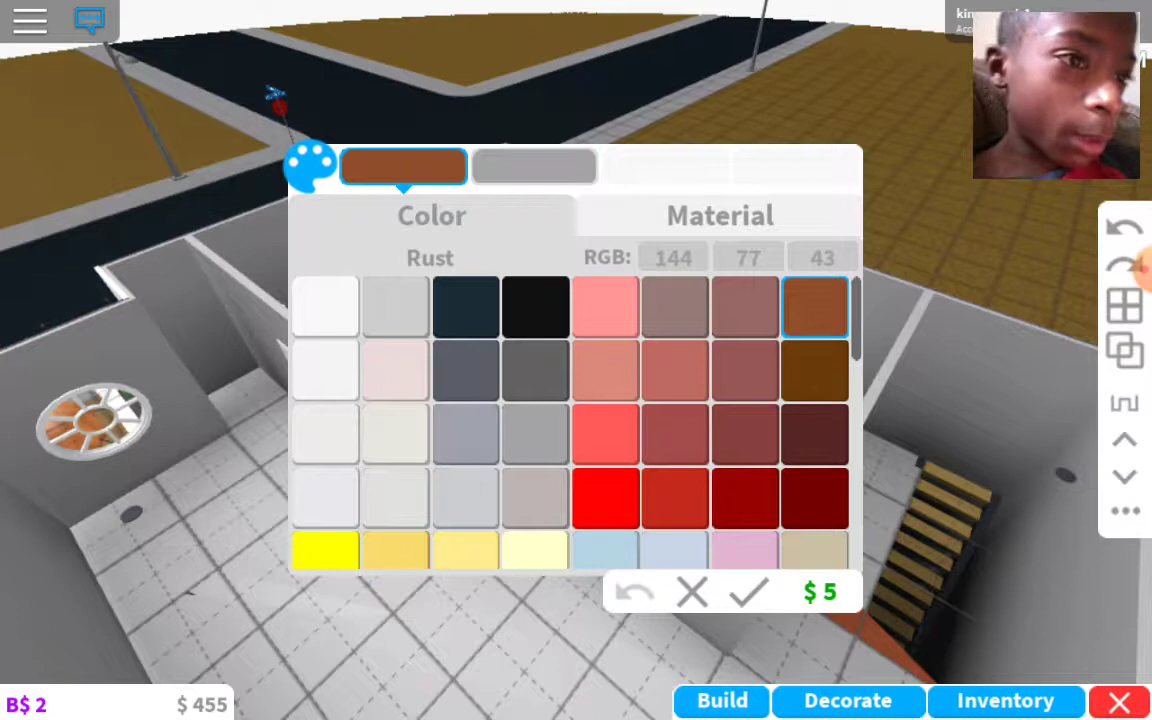 Color
Material
Rust
RGB: 144 77 43
$ 5
B$ 2
$ 455
Build
Decorate
Inventory